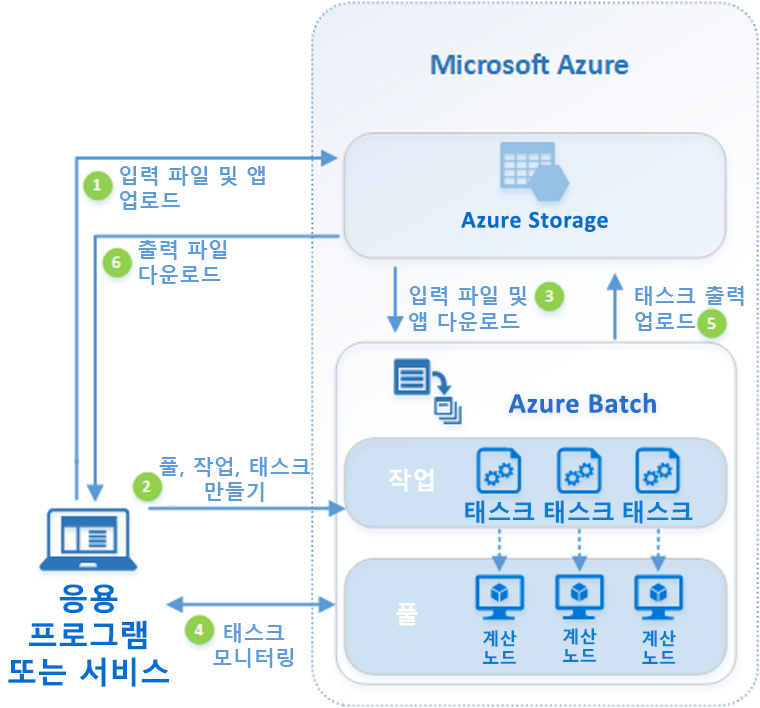 Microsoft Azure
1
입력 파일 및 앱
업로드
Azure Storage
6
출력 파일
다운로드
입력 파일 및
앱 다운로드
3
태스크 출력
업로드
5
Azure Batch
2
풀, 작업, 태스크
만들기
작업
태스크 태스크 태스크
응용
프로그램
또는 서비스
4
태스크
모니터링
풀
계산
노드
계산
노드
계산
노드